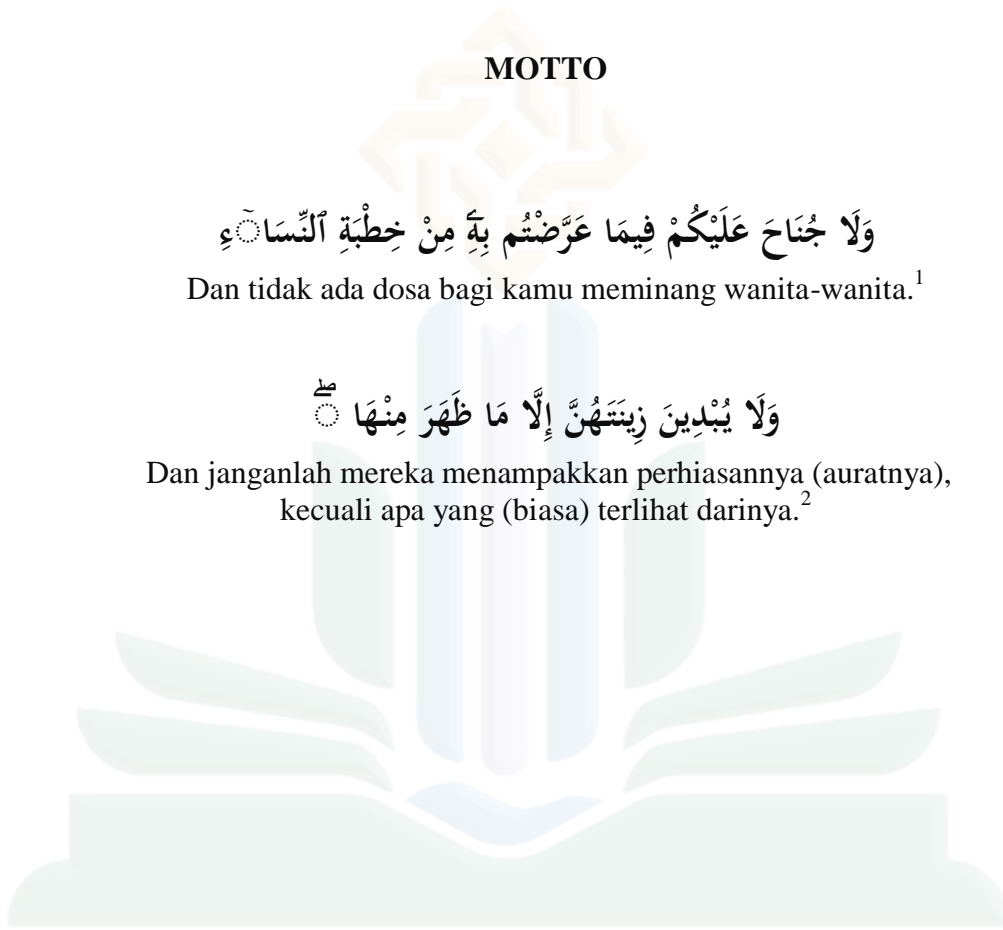 MOTTO
وَلَا جُنَاحَ عَلَيْكُمْ فِيمَا عَرَّضْتُم بِهِۦٓ مِنْ خِطْبَةِ ٱلنِّسَاۤءِ
Dan tidak ada dosa bagi kamu meminang wanita-wanita.¹
وَلَا يُبْدِينَ زِينَتَهُنَّ إِلَّا مَا ظَهَرَ مِنْهَا ۖ
Dan janganlah mereka menampakkan perhiasannya (auratnya),
kecuali apa yang (biasa) terlihat darinya.²